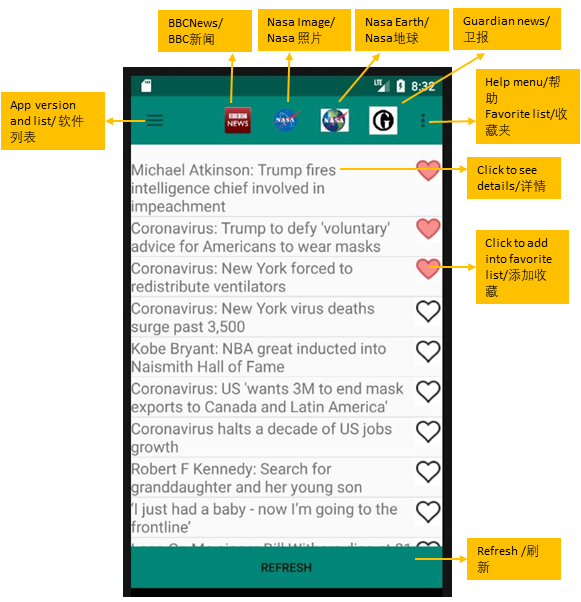 BBCNews/
BBC新闻
Nasa Image/
Nasa 照片
Nasa Earth/
Nasa地球
Guardian news/
卫报
LTE
8:32
App version
and list/ 软件
列表
BBC
NEWS
NASA
NASA
G
Help menu/帮
助
Favorite list/收
藏夹
Michael Atkinson: Trump fires
intelligence chief involved in
impeachment
Click to see
details/详情
Coronavirus: Trump to defy 'voluntary'
advice for Americans to wear masks
Click to add
into favorite
list/添加收
藏
Coronavirus: New York forced to
redistribute ventilators
Coronavirus: New York virus deaths
surge past 3,500
Kobe Bryant: NBA great inducted into
Naismith Hall of Fame
Coronavirus: US 'wants 3M to end mask
exports to Canada and Latin America'
Coronavirus halts a decade of US jobs
growth
Robert F Kennedy: Search for
granddaughter and her young son
'I just had a baby - now I'm going to the
frontline'
REFRESH
Refresh /刷
新